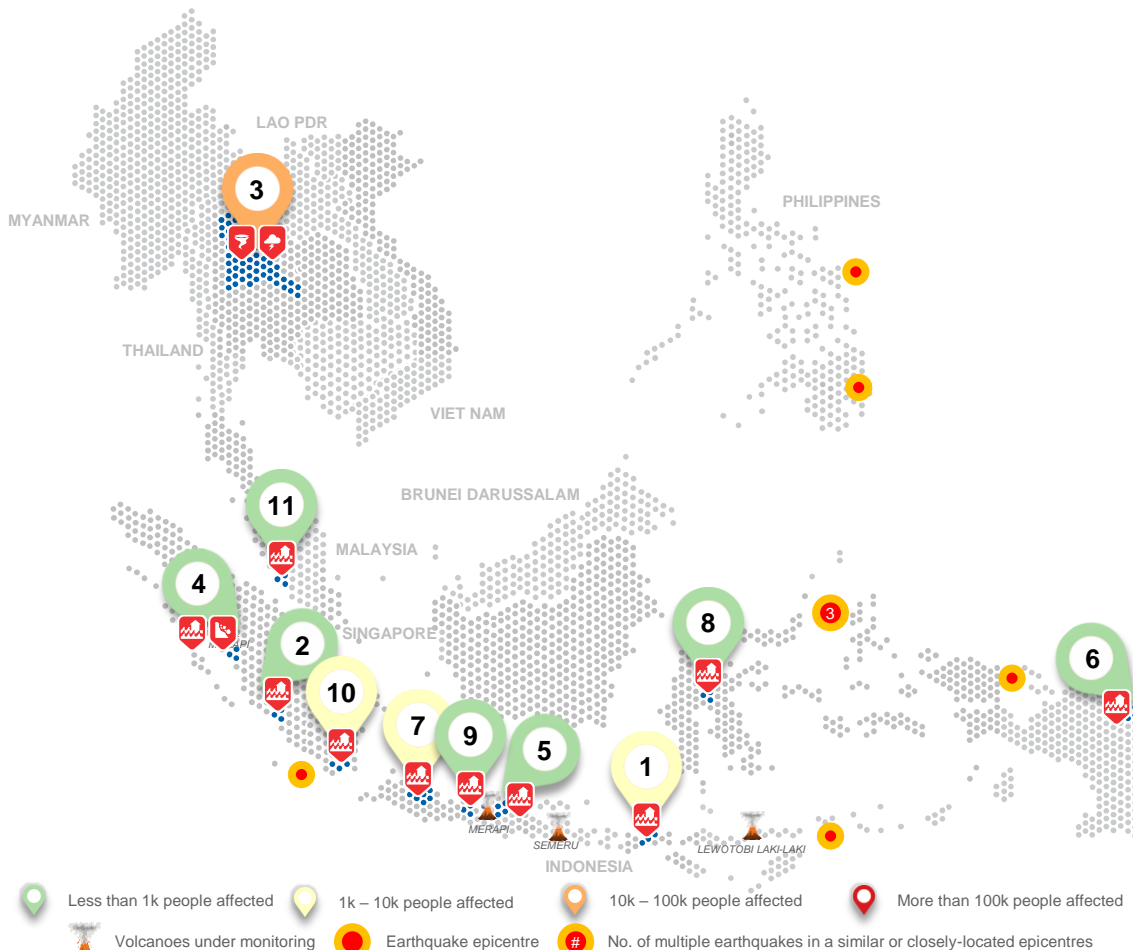 LAO PDR
3
MYANMAR
PHILIPPINES
THAILAND
VIET NAM
BRUNEI DARUSSALAM
11
MALAYSIA
4
3
8
2
SINGAPORE
6
10
7
9
5
1
MERAPI
SEMERU
LEWOTOBI LAKI-LAKI
INDONESIA
Less than 1k people affected
1k – 10k people affected
10k – 100k people affected
More than 100k people affected
Volcanoes under monitoring
Earthquake epicentre
# No. of multiple earthquakes in a similar or closely-located epicentres